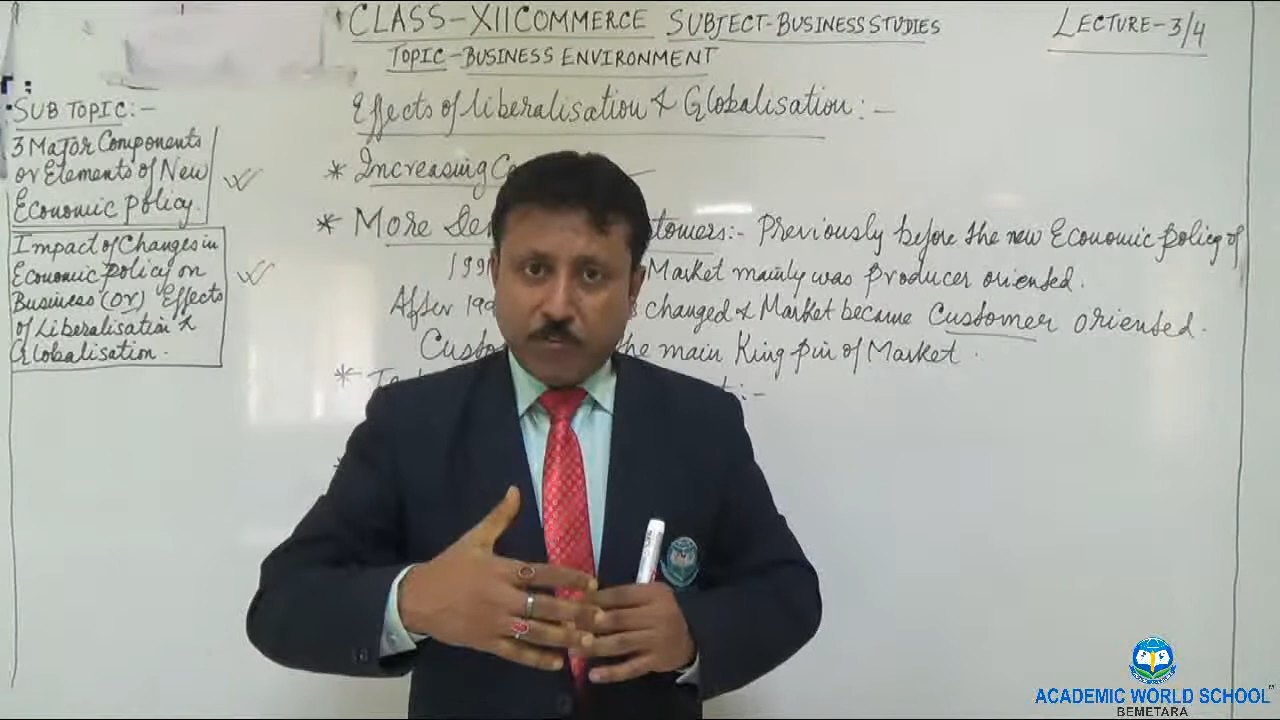 CLASS-XII COMMERCE SUBJECT-BUSINESS STUDIES
LECTURE-3/4
TOPIC-BUSINESS ENVIRONMENT
SUB TOPIC:-
3 Major Components
or Elements of New
Economic policy.
Impact of Changes in
Economic policy on
Business (or) Effects
of Liberalisation &
Globalisation.
Effects of liberalisation & Globalisation:-
* Increasing
* More :- Previously before the new Economic policy of
1991 Market mainly was Producer oriented.
After changed & Market became Customer oriented.
the main King pin of Market.
*
:-
ACADEMIC WORLD SCHOOL
BEMETARA